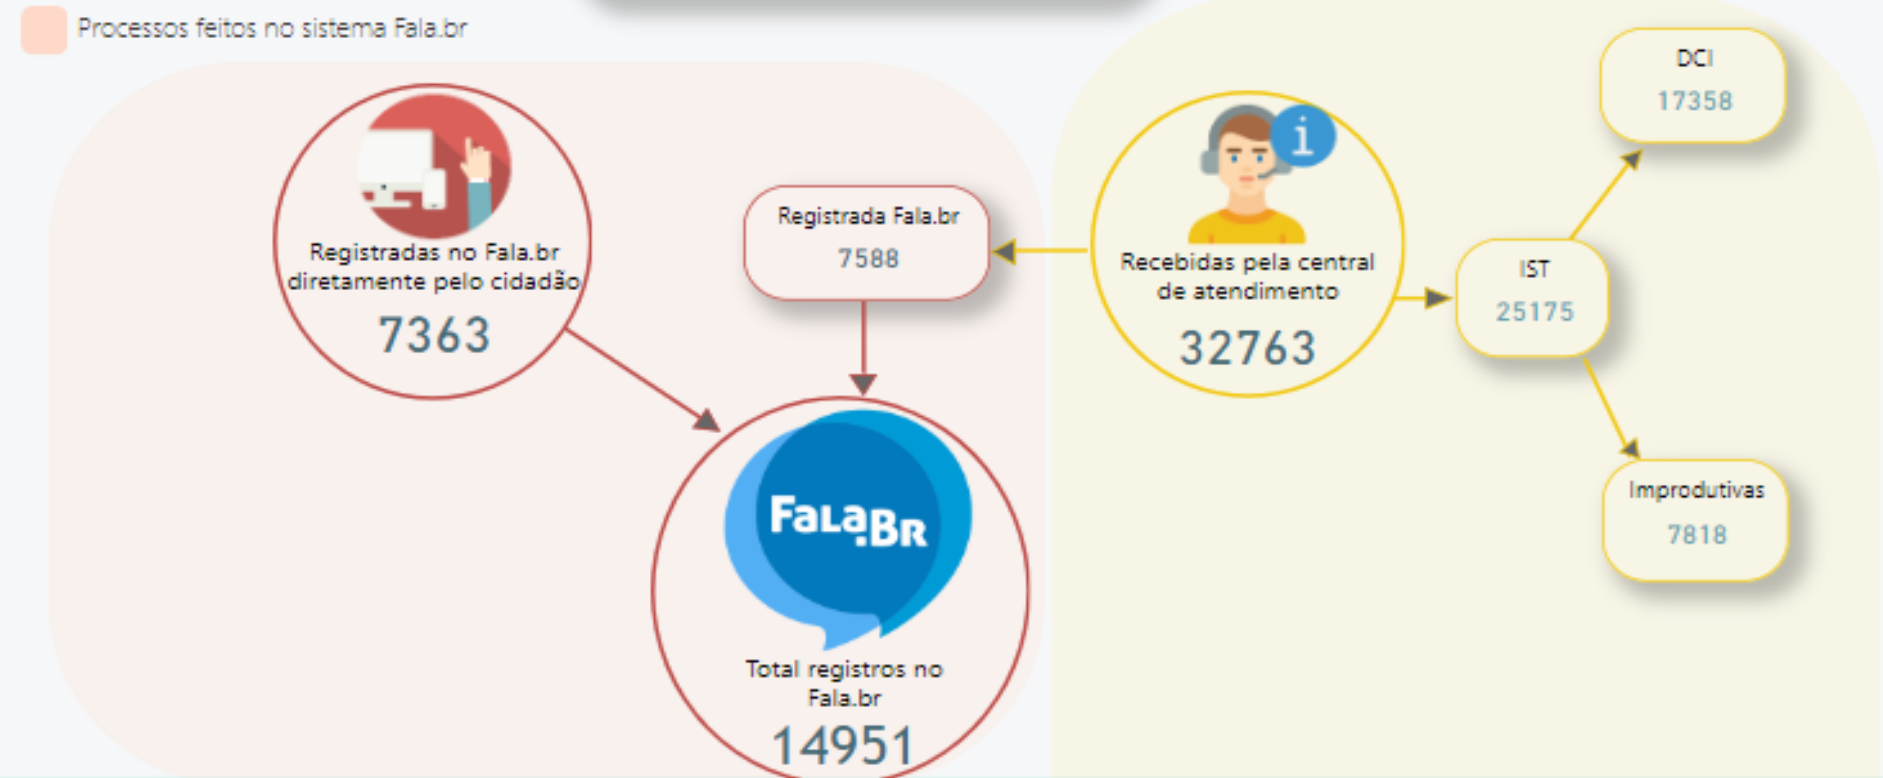 Processos feitos no sistema Fala.br
Registradas no Fala.br
diretamente pelo cidadão
7363
Registrada Fala.br
7588
FALA.BR
Total registros no
Fala.br
14951
i
Recebidas pela central
de atendimento
32763
IST
25175
DCI
17358
Improdutivas
7818